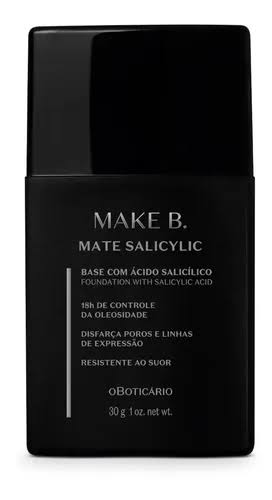 MAKE B.
MATE SALICYLIC
BASE COM ÁCIDO SALICÍLICO
FOUNDATION WITH SALICYLIC ACID
18h DE CONTROLE
DA OLEOSIDADE
DISFARÇA POROS E LINHAS
DE EXPRESSÃO
RESISTENTE AO SUOR
oBOTICÁRIO
30 g 1 oz. net wt.